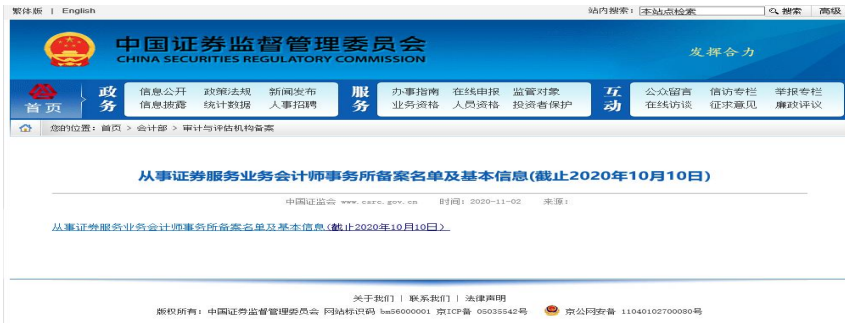 繁体版 | English 站内搜索: 本站点检索 搜索 高级
中国证券监督管理委员会
CHINA SECURITIES REGULATORY COMMISSION
发挥合力
首页 政务 信息公开 政策法规 新闻发布 服务 办事指南 在线申报 监管对象 互动 公众留言 信访专栏 举报专栏
信息披露 统计数据 人事招聘 业务资格 人员资格 投资者保护 在线访谈 征求意见 廉政评议
您的位置: 首页 > 会计部 > 审计与评估机构备案
从事证券服务业务会计师事务所备案名单及基本信息(截止2020年10月10日)
中国证监会 www.csrc.gov.cn 时间: 2020-11-02 来源:
从事证券服务业务会计师事务所备案名单及基本信息(截止2020年10月10日)
关于我们 | 联系我们 | 法律声明
版权所有: 中国证券监督管理委员会 网站标识码 bm56000001 京ICP备 05035542号 京公网安备 11040102700080号